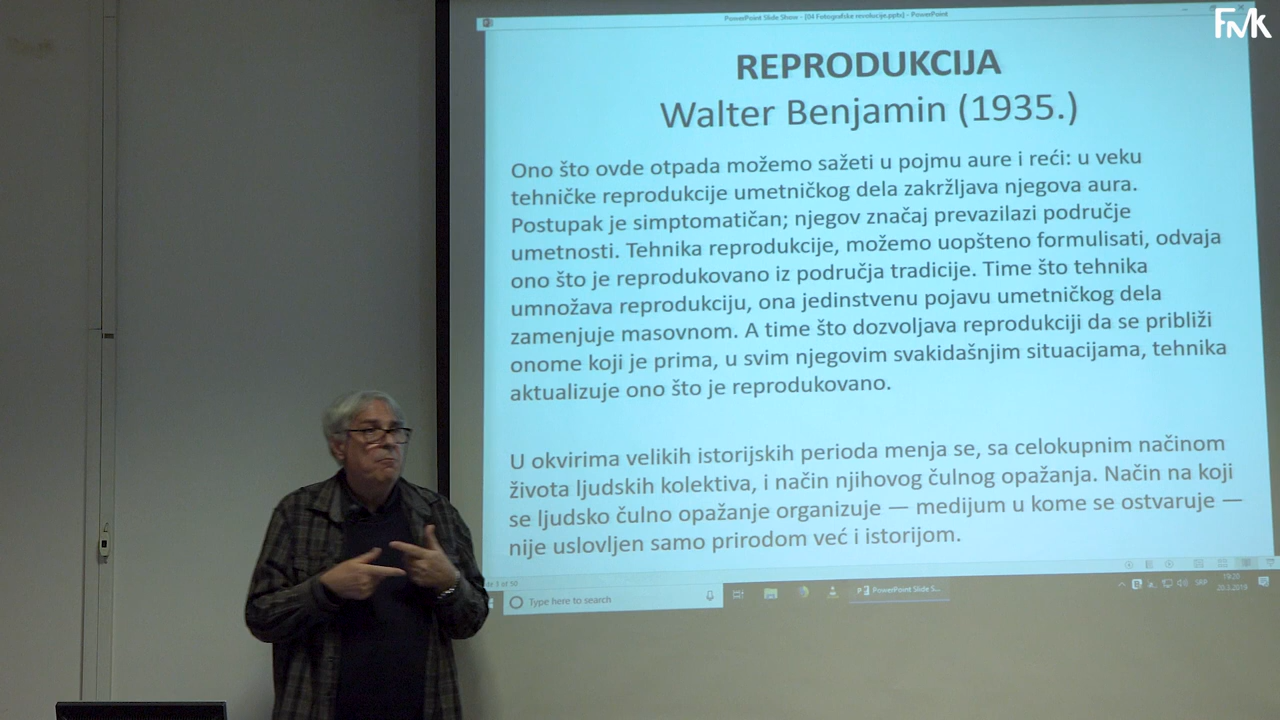 PowerPoint Slide Show - [04 Fotografske revolucije.pptx] - PowerPoint
FMK
REPRODUKCIJA
Walter Benjamin (1935.)
Ono što ovde otpada možemo sažeti u pojmu aure i reći: u veku
tehničke reprodukcije umetničkog dela zakržljava njegova aura.
Postupak je simptomatičan; njegov značaj prevazilazi područje
umetnosti. Tehnika reprodukcije, možemo uopšteno formulisati, odvaja
ono što je reprodukovano iz područja tradicije. Time što tehnika
umnožava reprodukciju, ona jedinstvenu pojavu umetničkog dela
zamenjuje masovnom. A time što dozvoljava reprodukciji da se približi
onome koji je prima, u svim njegovim svakidašnjim situacijama, tehnika
aktualizuje ono što je reprodukovano.
U okvirima velikih istorijskih perioda menja se, sa celokupnim načinom
života ljudskih kolektiva, i način njihovog čulnog opažanja. Način na koji
se ljudsko čulno opažanje organizuje — medijum u kome se ostvaruje —
nije uslovljen samo prirodom već i istorijom.
3 of 50
Type here to search
PowerPoint Slide S...
SRP
19:20
20.3.2019